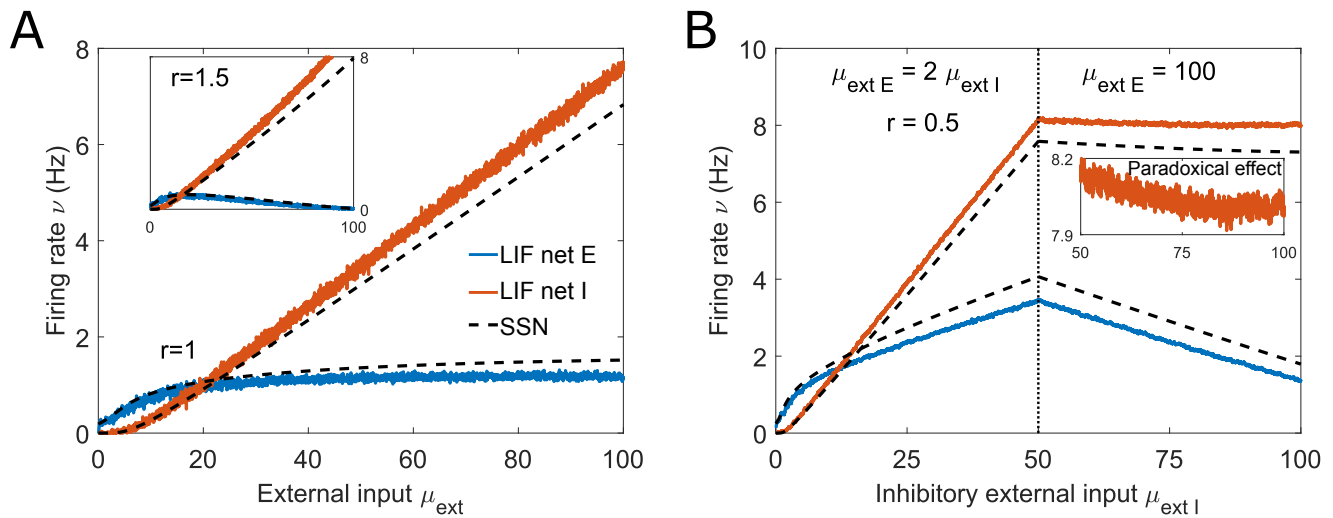 A
8
6
4
2
0
0
20
40
60
80
100
Firing rate ν (Hz)
External input μext
r=1.5
8
0
0
100
LIF net E
LIF net I
SSN
r=1
B
10
8
6
4
2
0
0
25
50
75
100
Firing rate ν (Hz)
Inhibitory external input μext I
μext E = 2 μext I
r = 0.5
μext E = 100
Paradoxical effect
8.2
7.9
50
75
100